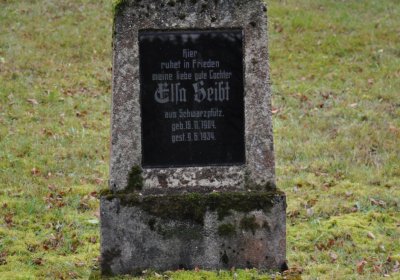 Hier
ruhet in Frieden
meine liebe gute Tochter
Elsa Seibt
aus Schwarzpfütz,
geb. 19. 11. 1904,
gest. 9. 6. 1934.